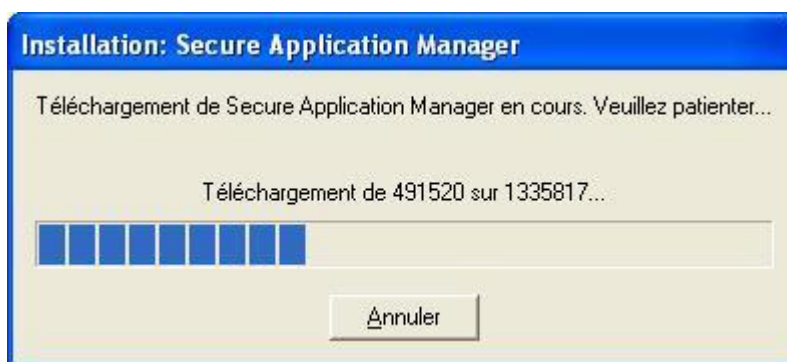 Installation: Secure Application Manager
Téléchargement de Secure Application Manager en cours. Veuillez patienter...
Téléchargement de 491520 sur 1335817...
Annuler